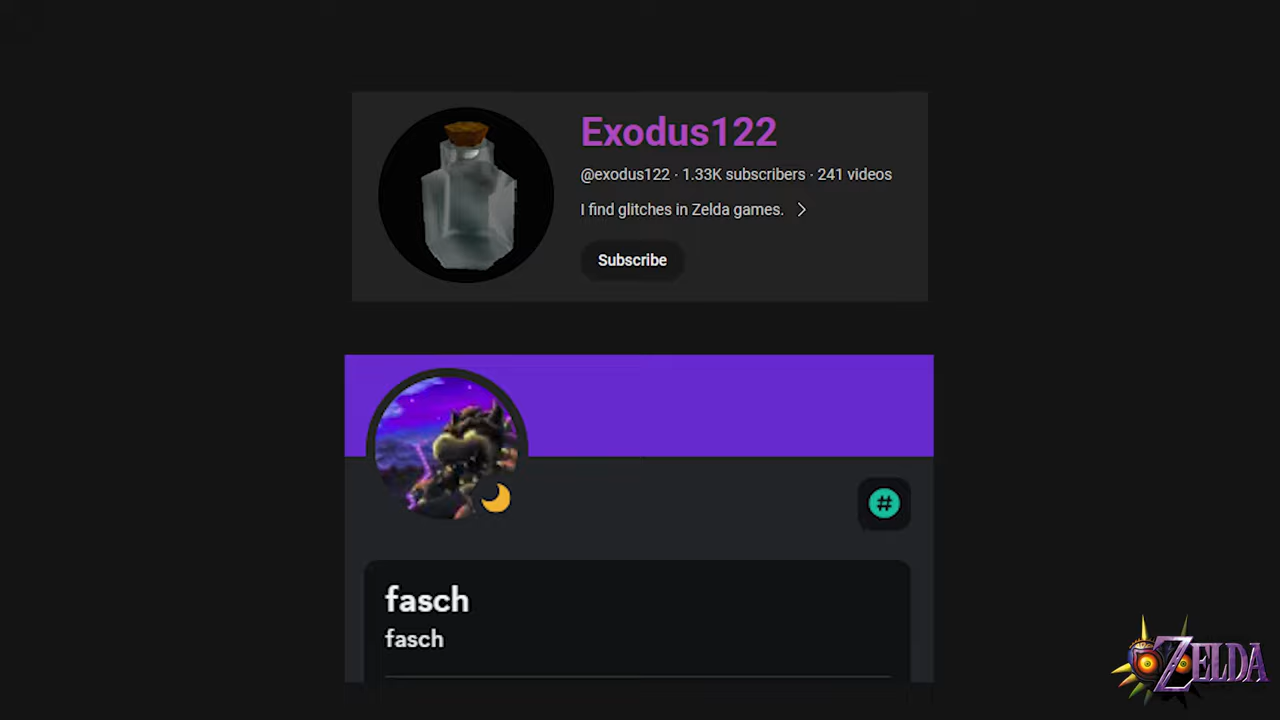 Exodus122
@exodus122 · 1.33K subscribers · 241 videos
I find glitches in Zelda games.
Subscribe
#
fasch
fasch
ZELDA